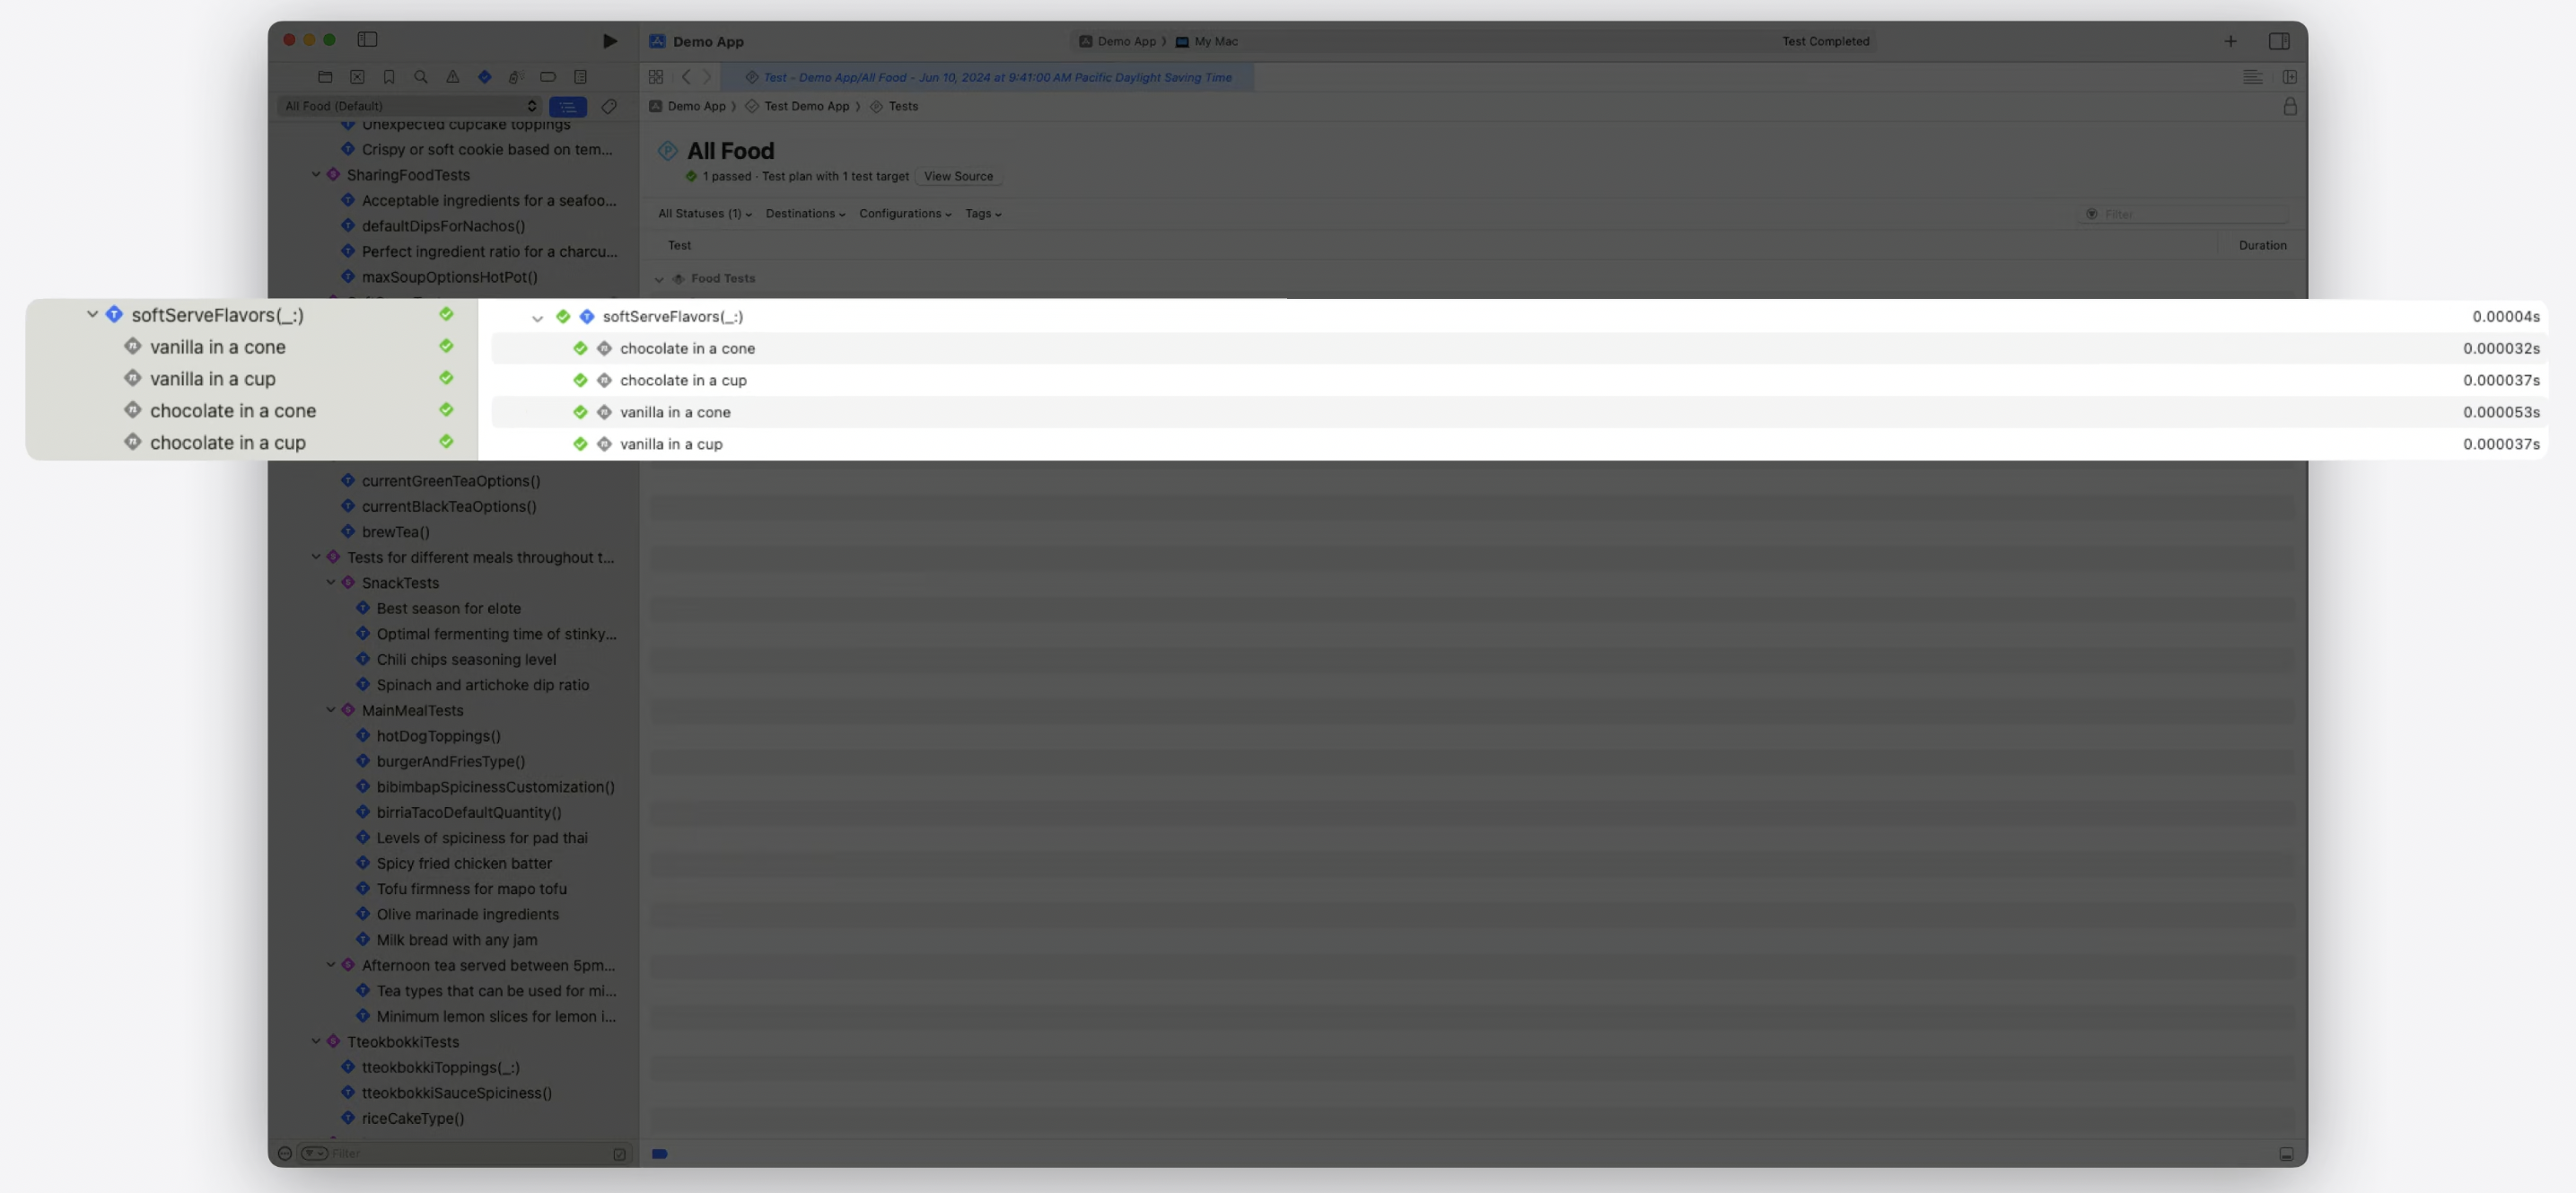 Demo App
Demo App 〉 My Mac
Test Completed
Test - Demo App/All Food - Jun 10, 2024 at 9:41:00 AM Pacific Daylight Saving Time
All Food (Default)
Demo App 〉 Test Demo App 〉 Tests
Unexpected cupcake toppings
Crispy or soft cookie based on tem...
SharingFoodTests
Acceptable ingredients for a seafoo...
defaultDipsForNachos()
Perfect ingredient ratio for a charcu...
maxSoupOptionsHotPot()
All Food
1 passed · Test plan with 1 test target View Source
All Statuses (1) Destinations Configurations Tags
Filter
Test Duration
Food Tests
softServeFlavors(_:)
vanilla in a cone
vanilla in a cup
chocolate in a cone
chocolate in a cup
softServeFlavors(_:) 0.00004s
chocolate in a cone 0.000032s
chocolate in a cup 0.000037s
vanilla in a cone 0.000053s
vanilla in a cup 0.000037s
currentGreenTeaOptions()
currentBlackTeaOptions()
brewTea()
Tests for different meals throughout t...
SnackTests
Best season for elote
Optimal fermenting time of stinky...
Chili chips seasoning level
Spinach and artichoke dip ratio
MainMealTests
hotDogToppings()
burgerAndFriesType()
bibimbapSpicinessCustomization()
birriaTacoDefaultQuantity()
Levels of spiciness for pad thai
Spicy fried chicken batter
Tofu firmness for mapo tofu
Olive marinade ingredients
Milk bread with any jam
Afternoon tea served between 5pm...
Tea types that can be used for mi...
Minimum lemon slices for lemon i...
TteokbokkiTests
tteokbokkiToppings(_:)
tteokbokkiSauceSpiciness()
riceCakeType()
Filter